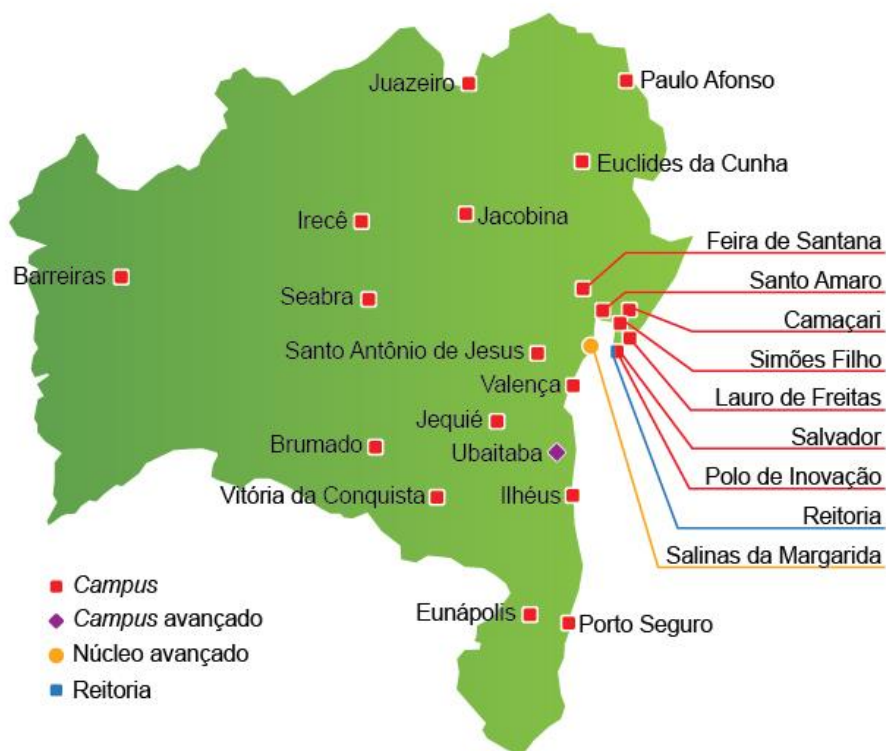 Juazeiro
Paulo Afonso
Euclides da Cunha
Irecê
Jacobina
Feira de Santana
Barreiras
Santo Amaro
Seabra
Camaçari
Santo Antônio de Jesus
Simões Filho
Valença
Lauro de Freitas
Jequié
Salvador
Brumado
Ubaitaba
Polo de Inovação
Vitória da Conquista
Ilhéus
Reitoria
Salinas da Margarida
Campus
Eunápolis
Campus avançado
Porto Seguro
Núcleo avançado
Reitoria